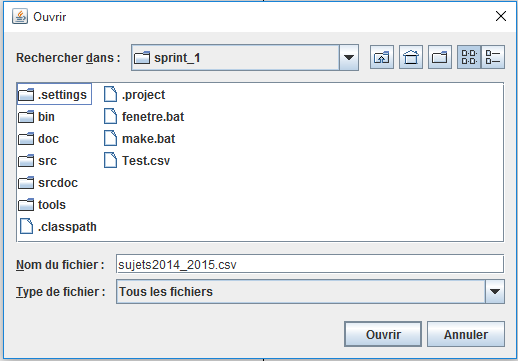 Ouvrir
Rechercher dans : sprint_1
.settings
bin
doc
src
srcdoc
tools
.classpath
.project
fenetre.bat
make.bat
Test.csv
Nom du fichier : sujets2014_2015.csv
Type de fichier : Tous les fichiers
Ouvrir Annuler